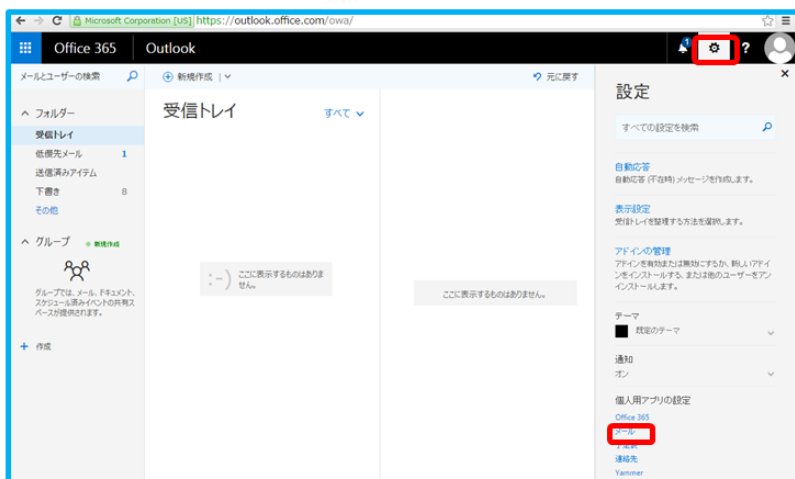 Microsoft Corporation [US] https://outlook.office.com/owa/
Office 365 Outlook 1 ?
メールとユーザーの検索
新規作成
元に戻す
フォルダー
受信トレイ
低優先メール 1
送信済みアイテム
下書き 8
その他
グループ 新規作成
グループでは、メール、ドキュメント、
スケジュール済みイベントの共有ス
ペースが提供されます。
作成
受信トレイ すべて
:-) ここに表示するものはありま
せん。
ここに表示するものはありません。
設定
すべての設定を検索
自動応答
自動応答 (不在時) メッセージを作成します。
表示設定
受信トレイを整理する方法を選択します。
アドインの管理
アドインを有効または無効にするか、新しいアドイ
ンをインストールする、または他のユーザーをアン
インストールします。
テーマ
既定のテーマ
通知
オン
個人用アプリの設定
Office 365
メール
連絡先
Yammer